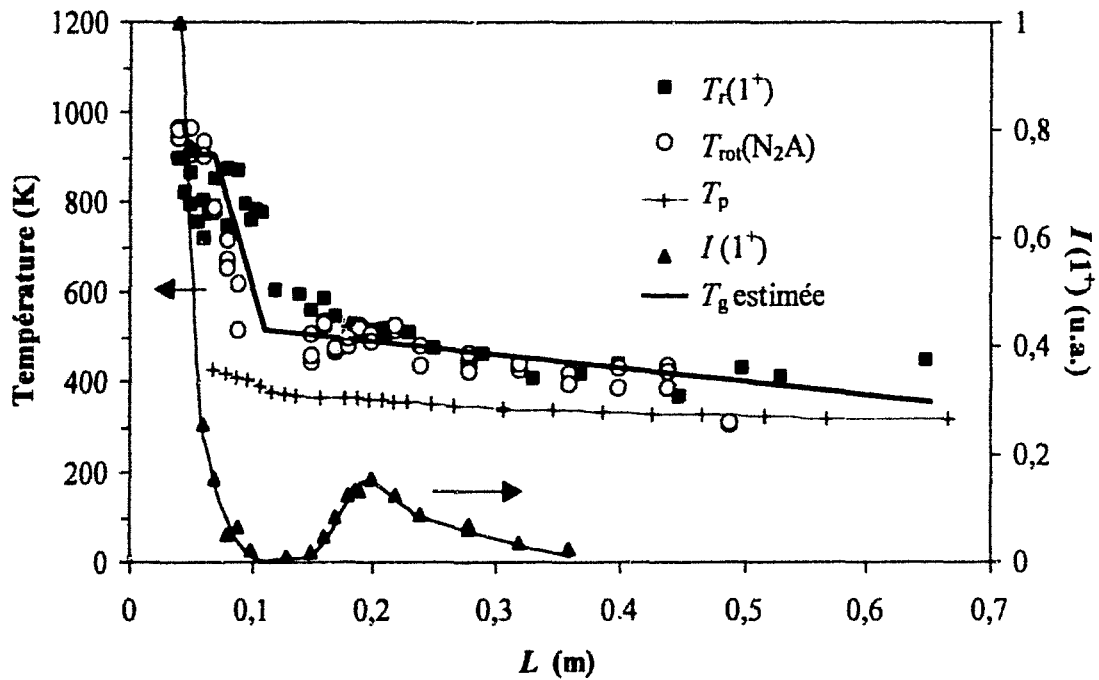 1200
1000
800
600
400
200
0
Température (K)
1
0,8
0,6
0,4
0,2
0
I (1⁺) (u.a.)
Tᵣ(1⁺)
Tᵣₒₜ(N₂A)
Tₚ
I (1⁺)
T_g estimée
0
0,1
0,2
0,3
0.4
0,5
0,6
0,7
L (m)